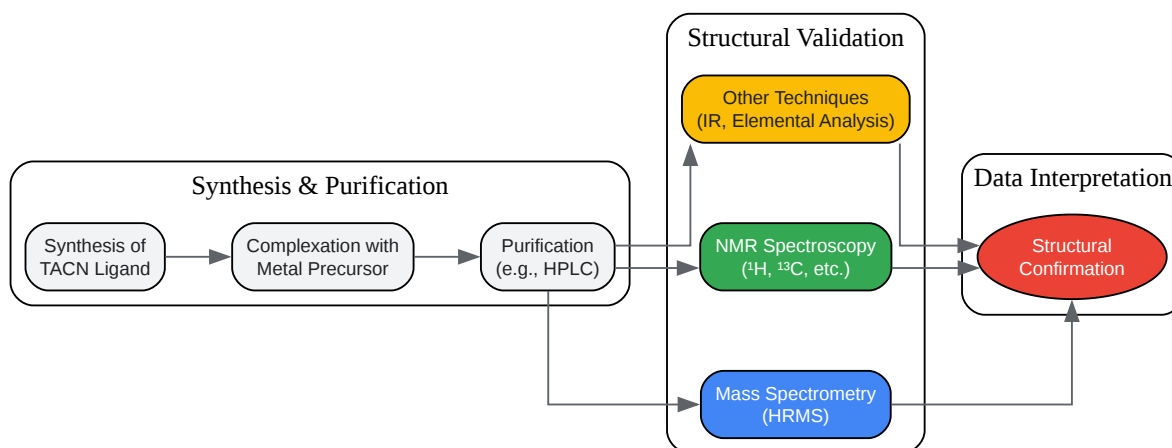 Synthesis & Purification
Synthesis of
TACN Ligand
Complexation with
Metal Precursor
Purification
(e.g., HPLC)
Structural Validation
Other Techniques
(IR, Elemental Analysis)
NMR Spectroscopy
(¹H, ¹³C, etc.)
Mass Spectrometry
(HRMS)
Data Interpretation
Structural
Confirmation